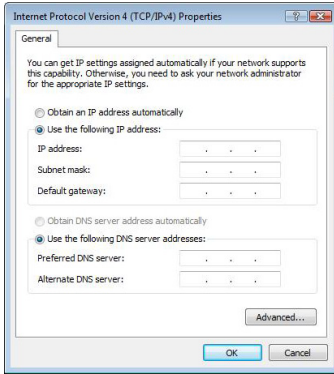 Internet Protocol Version 4 (TCP/IPv4) Properties
General
You can get IP settings assigned automatically if your network supports
this capability. Otherwise, you need to ask your network administrator
for the appropriate IP settings.
Obtain an IP address automatically
Use the following IP address:
IP address:
Subnet mask:
Default gateway:
Obtain DNS server address automatically
Use the following DNS server addresses:
Preferred DNS server:
Alternate DNS server:
Advanced...
OK Cancel